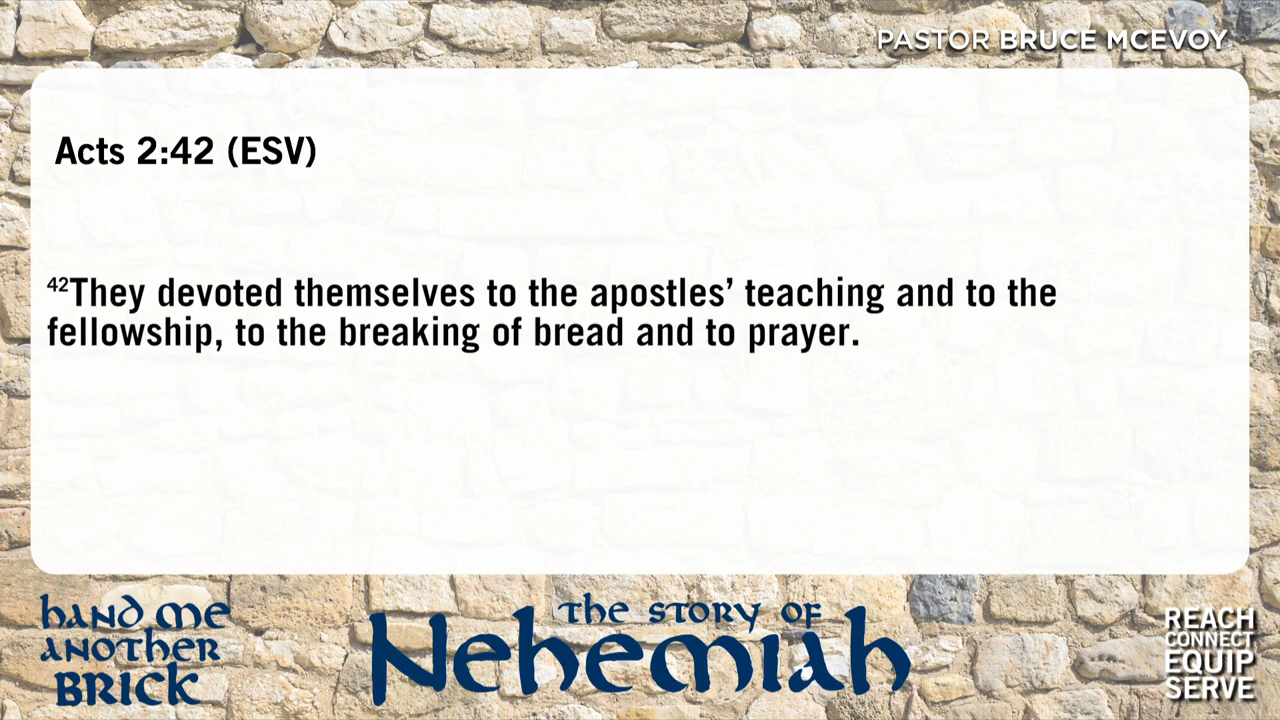 PASTOR BRUCE MCEVOY
Acts 2:42 (ESV)
42They devoted themselves to the apostles’ teaching and to the
fellowship, to the breaking of bread and to prayer.
hand me
another
brick
the story of
Nehemiah
REACH
CONNECT
EQUIP
SERVE